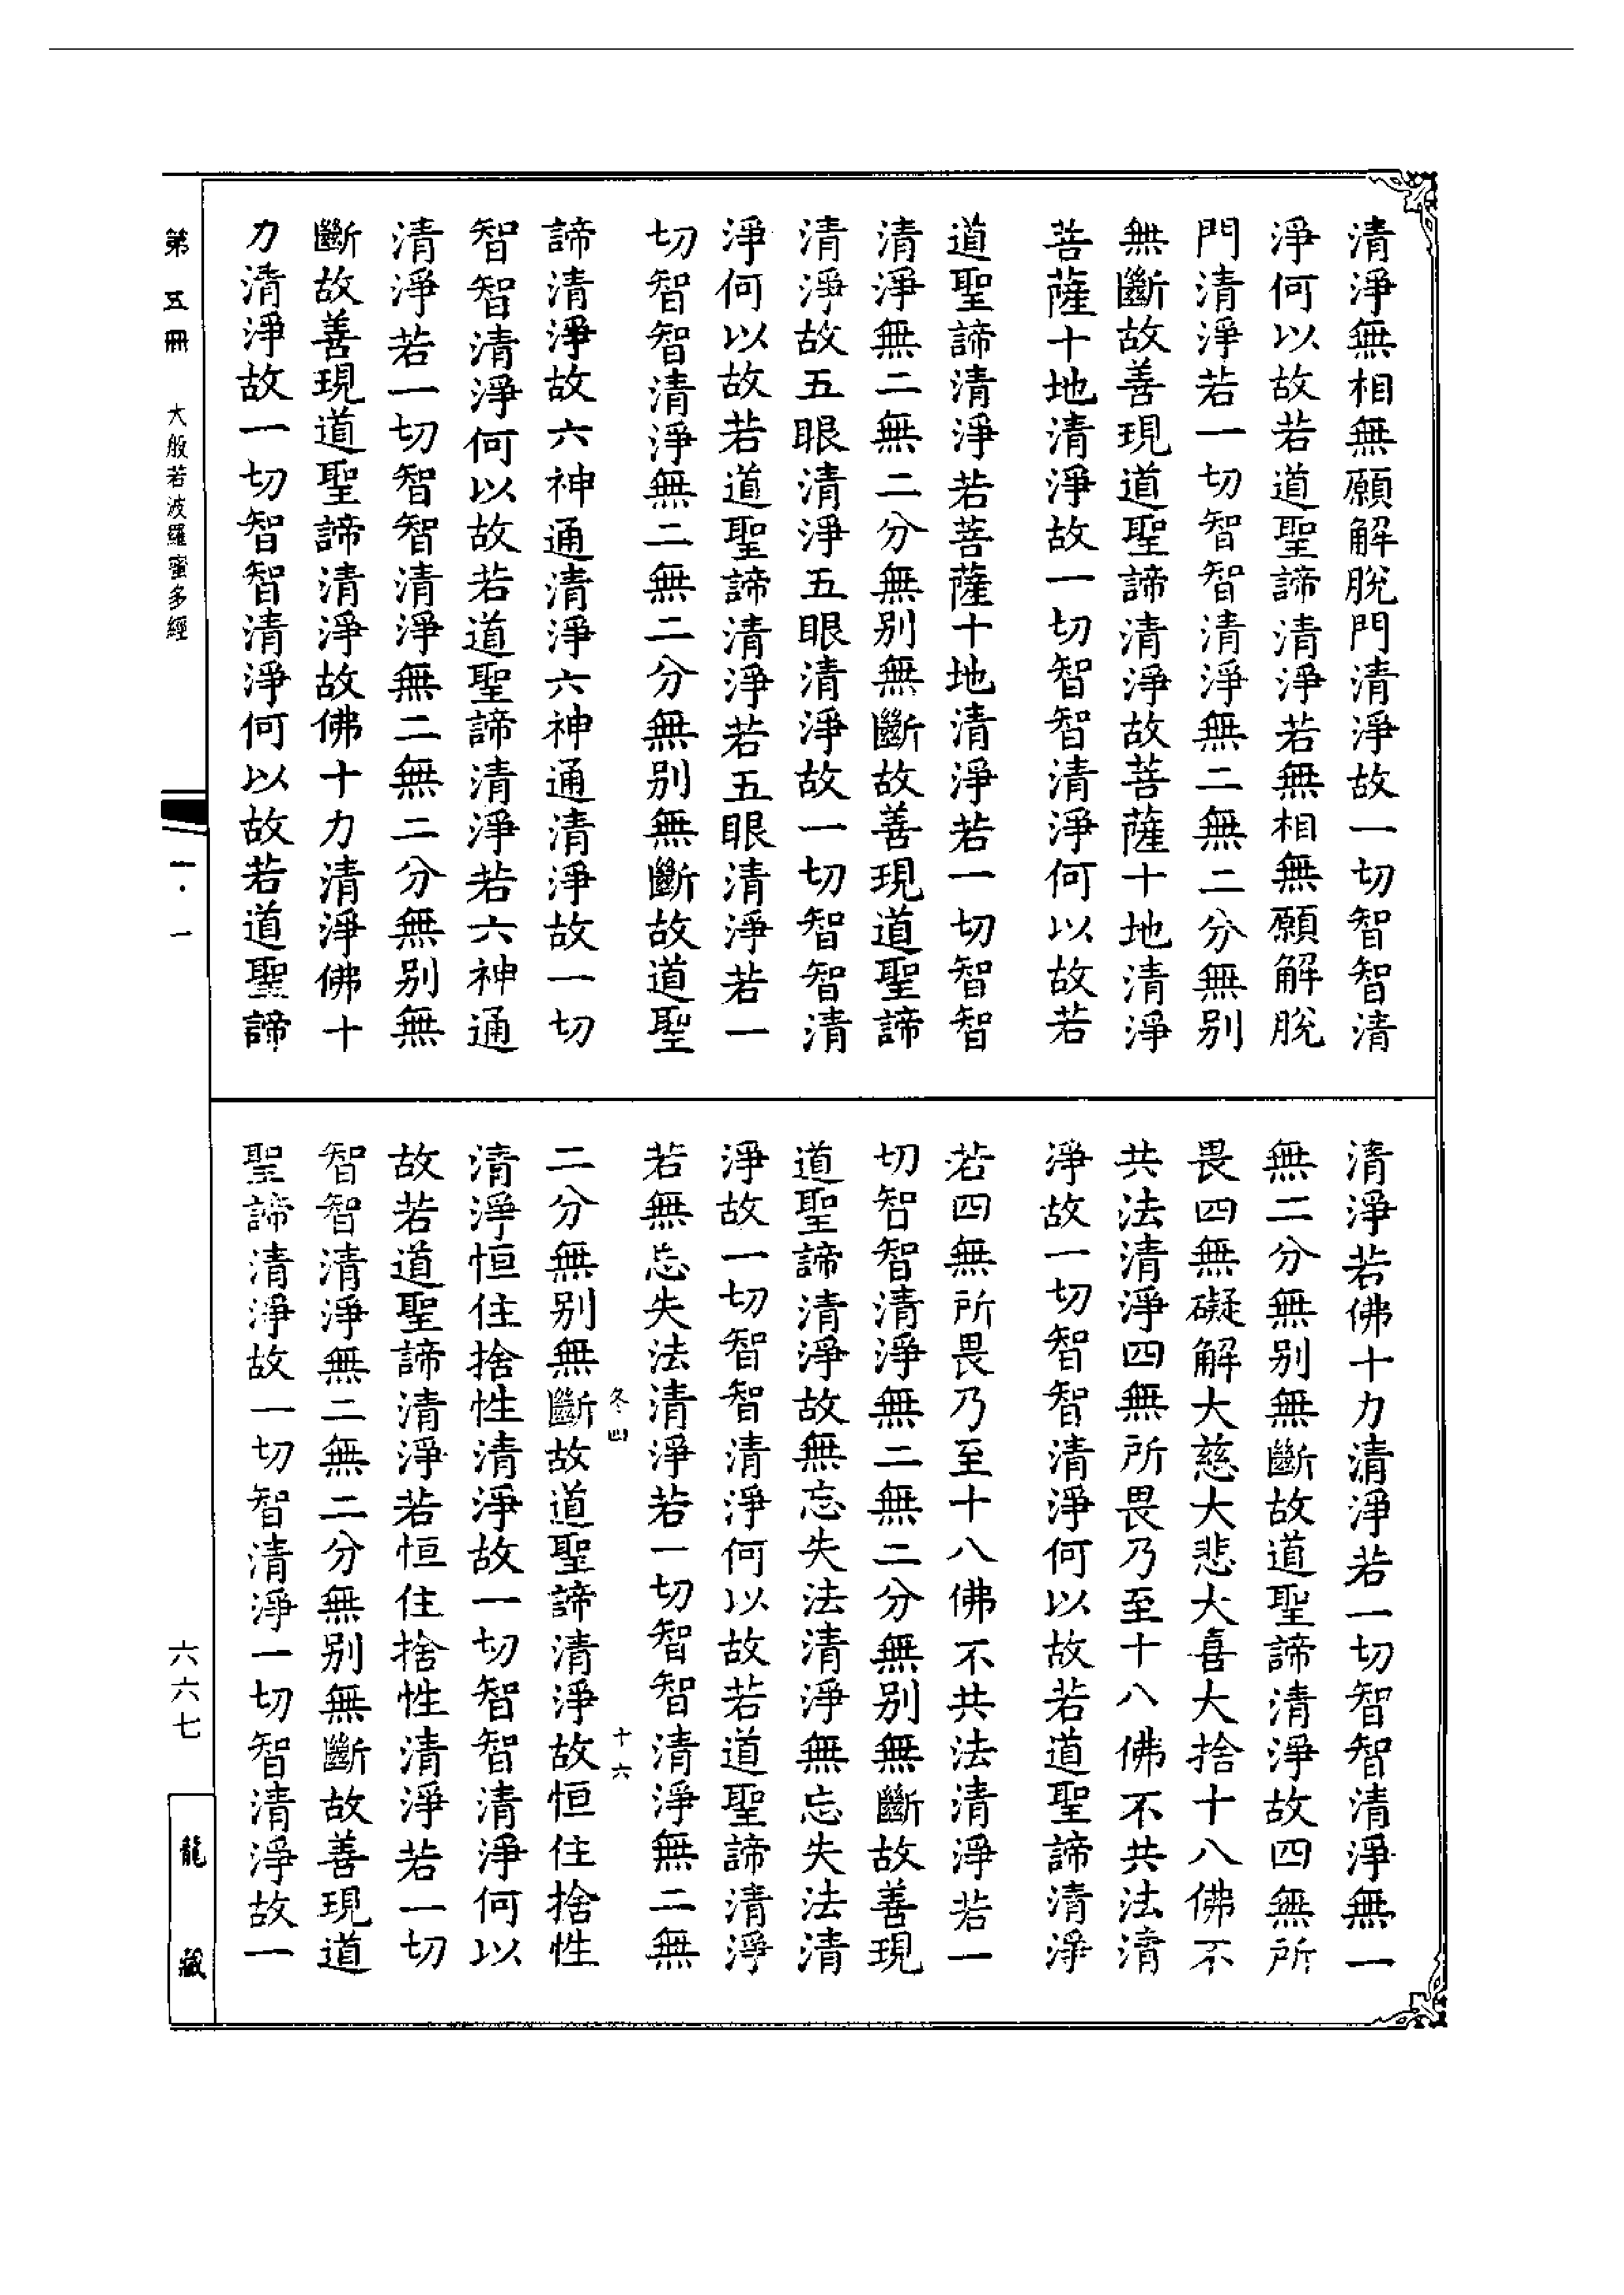 清淨無相無願解脫門清淨故一切智智清
淨何以故若道聖諦清淨若無相無願解脫
門清淨若一切智智清淨無二無二分無别
無斷故善現道聖諦清淨故菩薩十地清淨
菩薩十地清淨故一切智智清淨何以故若
道聖諦清淨若菩薩十地清淨若一切智智
清淨無二無二分無别無斷故善現道聖諦
清淨故五眼清淨五眼清淨故一切智智清
淨何以故若道聖諦清淨若五眼清淨若一
切智智清淨無二無二分無别無斷故道聖
諦清淨故六神通清淨六神通清淨故一切
智智清淨何以故若道聖諦清淨若六神通
清淨若一切智智清淨無二無二分無别無
斷故善現道聖諦清淨故佛十力清淨佛十
力清淨故一切智智清淨何以故若道聖諦
清淨若佛十力清淨若一切智智清淨無二
無二分無别無斷故道聖諦清淨故四無所
畏四無礙解大慈大悲大喜大捨十八佛不
共法清淨四無所畏乃至十八佛不共法清
淨故一切智智清淨何以故若道聖諦清淨
若四無所畏乃至十八佛不共法清淨若一
切智智清淨無二無二分無别無斷故善現
道聖諦清淨故無忘失法清淨無忘失法清
淨故一切智智清淨何以故若道聖諦清淨
若無忘失法清淨若一切智智清淨無二無
冬四 十六
二分無别無斷故道聖諦清淨故恒住捨性
清淨恒住捨性清淨故一切智智清淨何以
故若道聖諦清淨若恒住捨性清淨若一切
智智清淨無二無二分無别無斷故善現道
聖諦清淨故一切智清淨一切智清淨故一
第五冊 大般若波羅蜜多經
一·一
六六七
龍藏